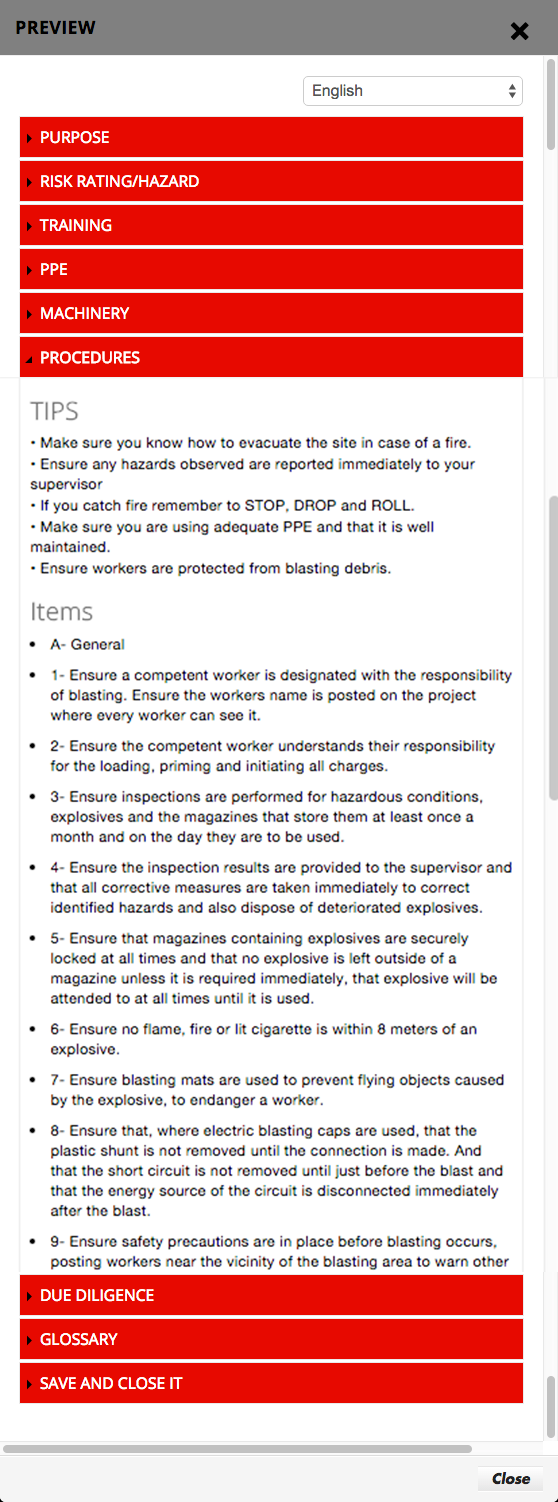 PREVIEW
English
PURPOSE
RISK RATING/HAZARD
TRAINING
PPE
MACHINERY
PROCEDURES
TIPS
• Make sure you know how to evacuate the site in case of a fire.
• Ensure any hazards observed are reported immediately to your
supervisor
• If you catch fire remember to STOP, DROP and ROLL.
• Make sure you are using adequate PPE and that it is well
maintained.
• Ensure workers are protected from blasting debris.
Items
• A- General
• 1- Ensure a competent worker is designated with the responsibility
of blasting. Ensure the workers name is posted on the project
where every worker can see it.
• 2- Ensure the competent worker understands their responsibility
for the loading, priming and initiating all charges.
• 3- Ensure inspections are performed for hazardous conditions,
explosives and the magazines that store them at least once a
month and on the day they are to be used.
• 4- Ensure the inspection results are provided to the supervisor and
that all corrective measures are taken immediately to correct
identified hazards and also dispose of deteriorated explosives.
• 5- Ensure that magazines containing explosives are securely
locked at all times and that no explosive is left outside of a
magazine unless it is required immediately, that explosive will be
attended to at all times until it is used.
• 6- Ensure no flame, fire or lit cigarette is within 8 meters of an
explosive.
• 7- Ensure blasting mats are used to prevent flying objects caused
by the explosive, to endanger a worker.
• 8- Ensure that, where electric blasting caps are used, that the
plastic shunt is not removed until the connection is made. And
that the short circuit is not removed until just before the blast and
that the energy source of the circuit is disconnected immediately
after the blast.
• 9- Ensure safety precautions are in place before blasting occurs,
posting workers near the vicinity of the blasting area to warn other
DUE DILIGENCE
GLOSSARY
SAVE AND CLOSE IT
Close